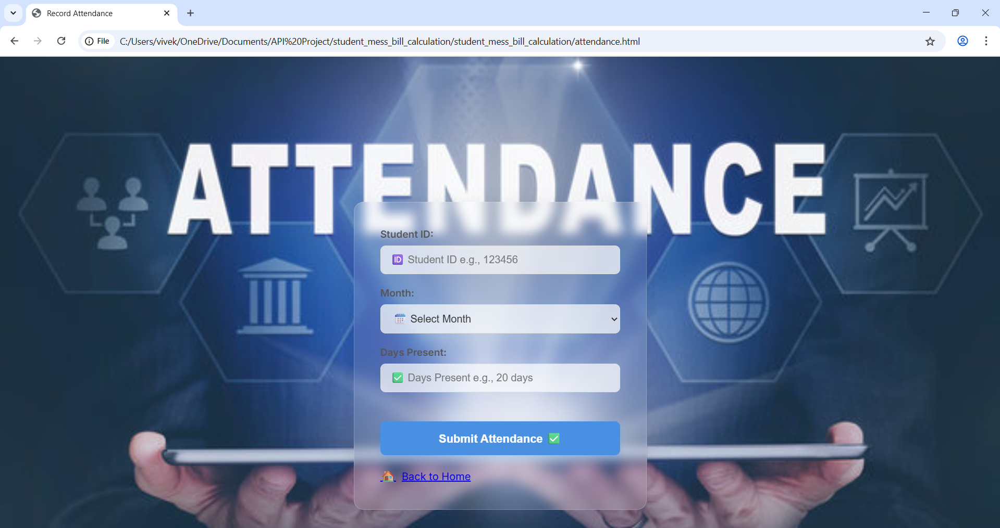 Record Attendance
File C:/Users/vivek/OneDrive/Documents/API%20Project/student_mess_bill_calculation/student_mess_bill_calculation/attendance.html
ATTENDANCE
Student ID:
🆔 Student ID e.g., 123456
Month:
Select Month
Days Present:
✅ Days Present e.g., 20 days
Submit Attendance ✅
🏠 Back to Home